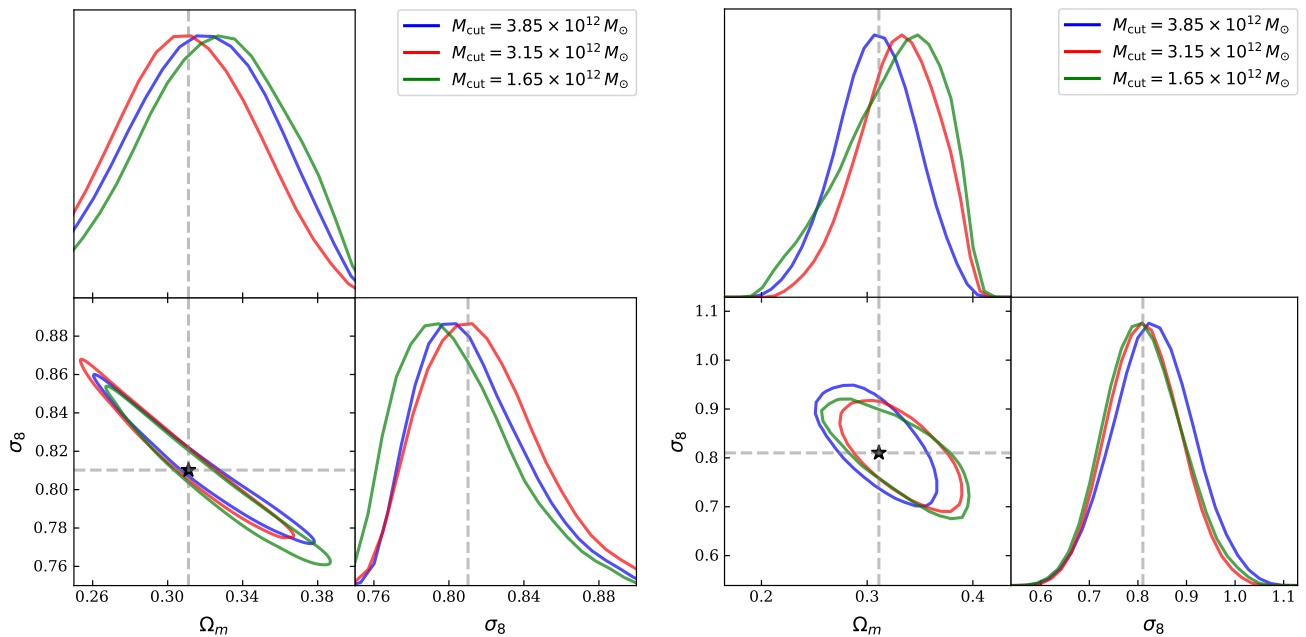 M_cut = 3.85 × 10^12 M_⊙
M_cut = 3.15 × 10^12 M_⊙
M_cut = 1.65 × 10^12 M_⊙
0.88
0.86
0.84
0.82
0.80
0.78
0.76
σ_8
0.26 0.30 0.34 0.38
Ω_m
0.76 0.80 0.84 0.88
σ_8
M_cut = 3.85 × 10^12 M_⊙
M_cut = 3.15 × 10^12 M_⊙
M_cut = 1.65 × 10^12 M_⊙
1.1
1.0
0.9
0.8
0.7
0.6
σ_8
0.2 0.3 0.4
Ω_m
0.6 0.7 0.8 0.9 1.0 1.1
σ_8